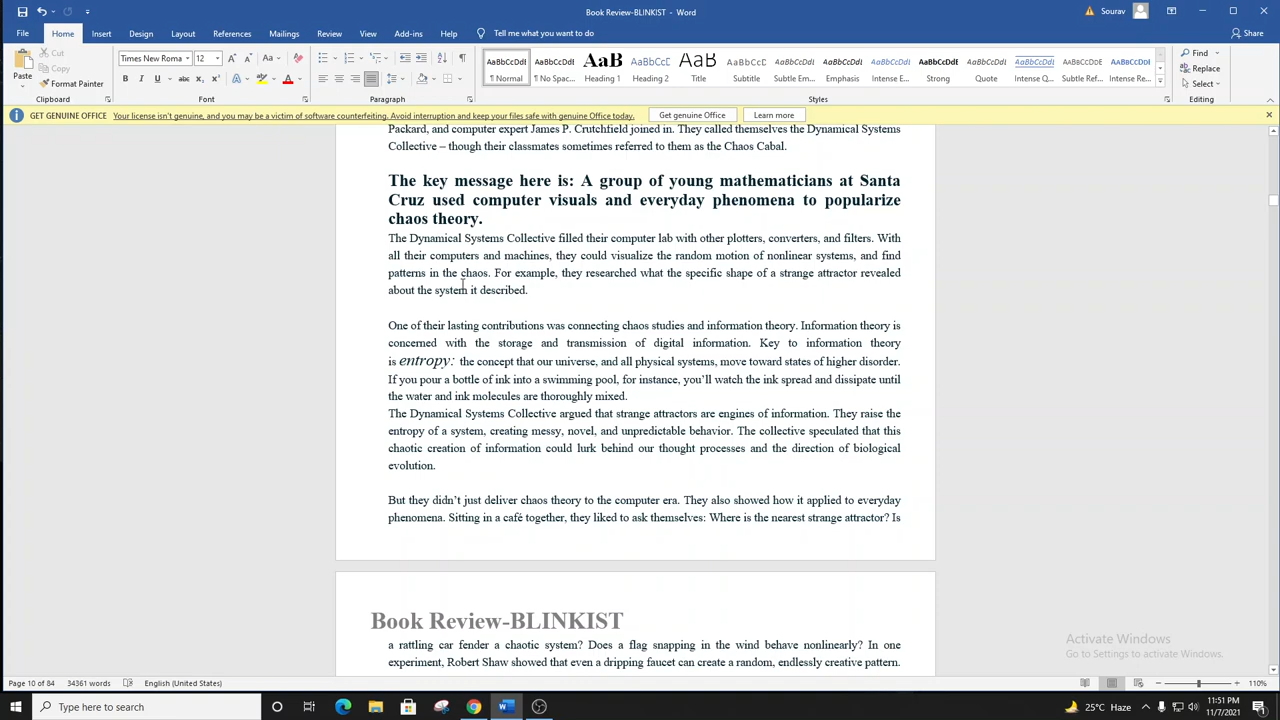 Book Review-BLINKIST - Word
Sourav
File Home Insert Draw Design Layout References Mailings Review View Add-ins Help Tell me what you want to do
Paste
Cut
Copy
Format Painter
Clipboard
Times New Roma 12
Font
Paragraph
AaBbCcDdI AaBbCcDdI AaB AaBbCcDdi AaB AaBbCcD AaBbCcDdI AaBbCcDdI AaBbCcDdI AaBbCcDdI AaBbCcDdI AaBbCcDdI AaBbCcDdI AaBbCcDdI
¶ Normal ¶ No Spac... Heading 1 Heading 2 Title Subtitle Subtle Em... Emphasis Intense E... Strong Quote Intense Q... Subtle Ref... Intense Re...
Styles
Find
Replace
Select
Editing
GET GENUINE OFFICE Your license isn't genuine, and you may be a victim of software counterfeiting. Avoid interruption and keep your files safe with genuine Office today. Get genuine Office Learn more
Packard, and computer expert James P. Crutchfield joined in. They called themselves the Dynamical Systems
Collective – though their classmates sometimes referred to them as the Chaos Cabal.
The key message here is: A group of young mathematicians at Santa
Cruz used computer visuals and everyday phenomena to popularize
chaos theory.
The Dynamical Systems Collective filled their computer lab with other plotters, converters, and filters. With
all their computers and machines, they could visualize the random motion of nonlinear systems, and find
patterns in the chaos. For example, they researched what the specific shape of a strange attractor revealed
about the system it described.
One of their lasting contributions was connecting chaos studies and information theory. Information theory is
concerned with the storage and transmission of digital information. Key to information theory
is entropy: the concept that our universe, and all physical systems, move toward states of higher disorder.
If you pour a bottle of ink into a swimming pool, for instance, you'll watch the ink spread and dissipate until
the water and ink molecules are thoroughly mixed.
The Dynamical Systems Collective argued that strange attractors are engines of information. They raise the
entropy of a system, creating messy, novel, and unpredictable behavior. The collective speculated that this
chaotic creation of information could lurk behind our thought processes and the direction of biological
evolution.
But they didn't just deliver chaos theory to the computer era. They also showed how it applied to everyday
phenomena. Sitting in a café together, they liked to ask themselves: Where is the nearest strange attractor? Is
Book Review-BLINKIST
a rattling car fender a chaotic system? Does a flag snapping in the wind behave nonlinearly? In one
experiment, Robert Shaw showed that even a dripping faucet can create a random, endlessly creative pattern.
Activate Windows
Go to Settings to activate Windows.
Page 10 of 84 34361 words English (United States) 110%
Type here to search
25°C Haze
11:51 PM
11/7/2021